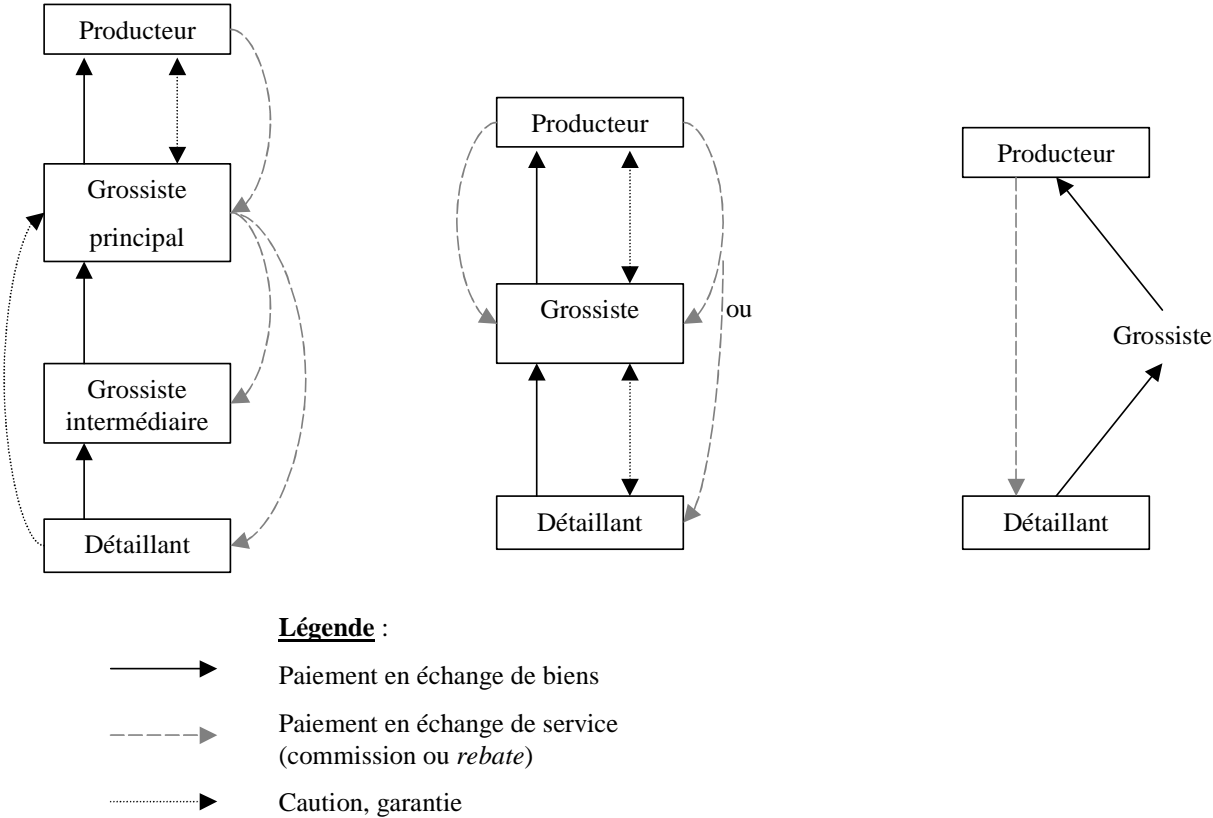 Producteur
Grossiste
principal
Grossiste
intermédiaire
Détaillant
Producteur
Grossiste
ou
Détaillant
Producteur
Grossiste
Détaillant
Légende :
Paiement en échange de biens
Paiement en échange de service
(commission ou rebate)
Caution, garantie